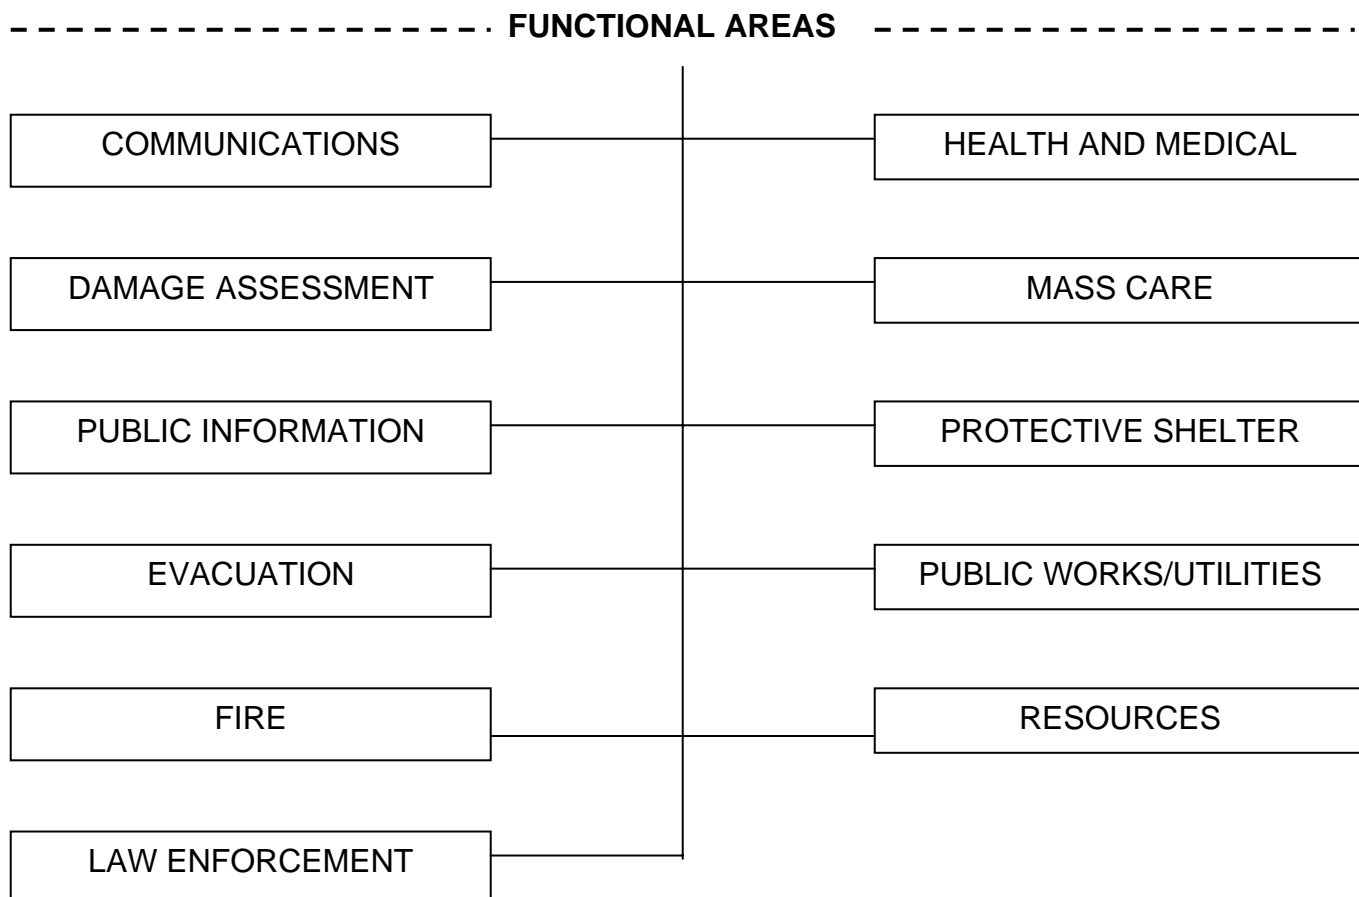 FUNCTIONAL AREAS
COMMUNICATIONS
HEALTH AND MEDICAL
DAMAGE ASSESSMENT
MASS CARE
PUBLIC INFORMATION
PROTECTIVE SHELTER
EVACUATION
PUBLIC WORKS/UTILITIES
FIRE
RESOURCES
LAW ENFORCEMENT